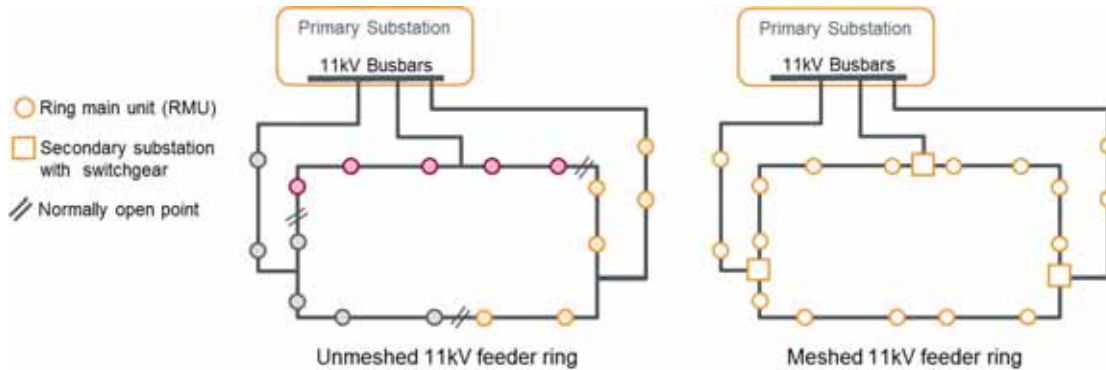 Primary Substation
11kV Busbars
Primary Substation
11kV Busbars
Ring main unit (RMU)
Secondary substation
with switchgear
Normally open point
Unmeshed 11kV feeder ring
Meshed 11kV feeder ring